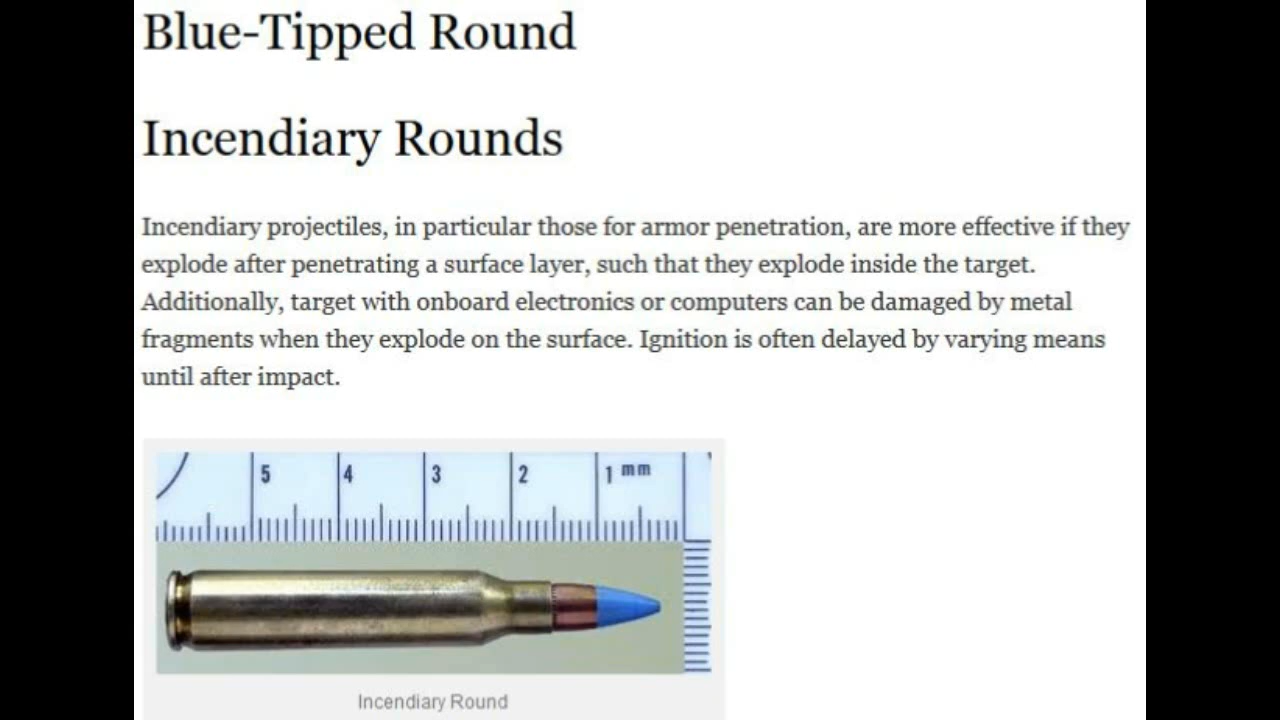 Blue-Tipped Round
Incendiary Rounds
Incendiary projectiles, in particular those for armor penetration, are more effective if they
explode after penetrating a surface layer, such that they explode inside the target.
Additionally, target with onboard electronics or computers can be damaged by metal
fragments when they explode on the surface. Ignition is often delayed by varying means
until after impact.
5 4 3 2 1 mm
Incendiary Round